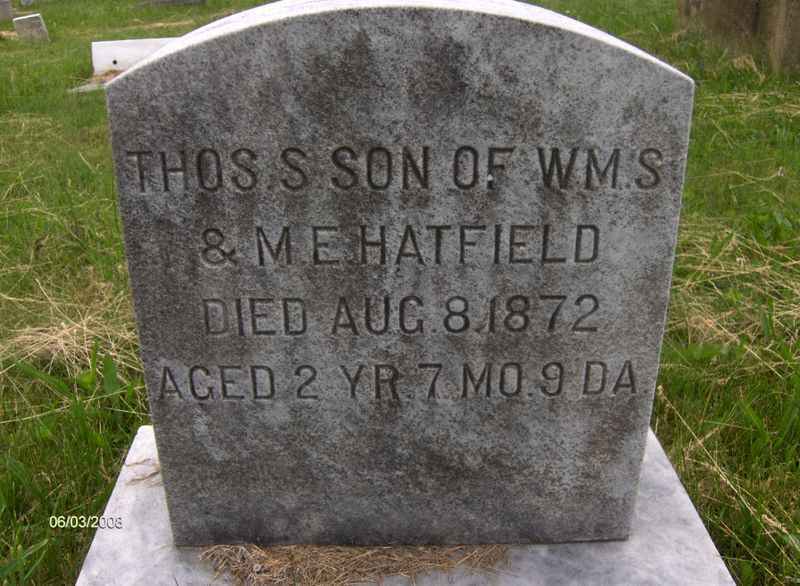 THOS.S.SON OF WM.S
& M.E.HATFIELD
DIED AUG.8.1872
AGED 2 YR.7.MO.9 DA
06/03/2008